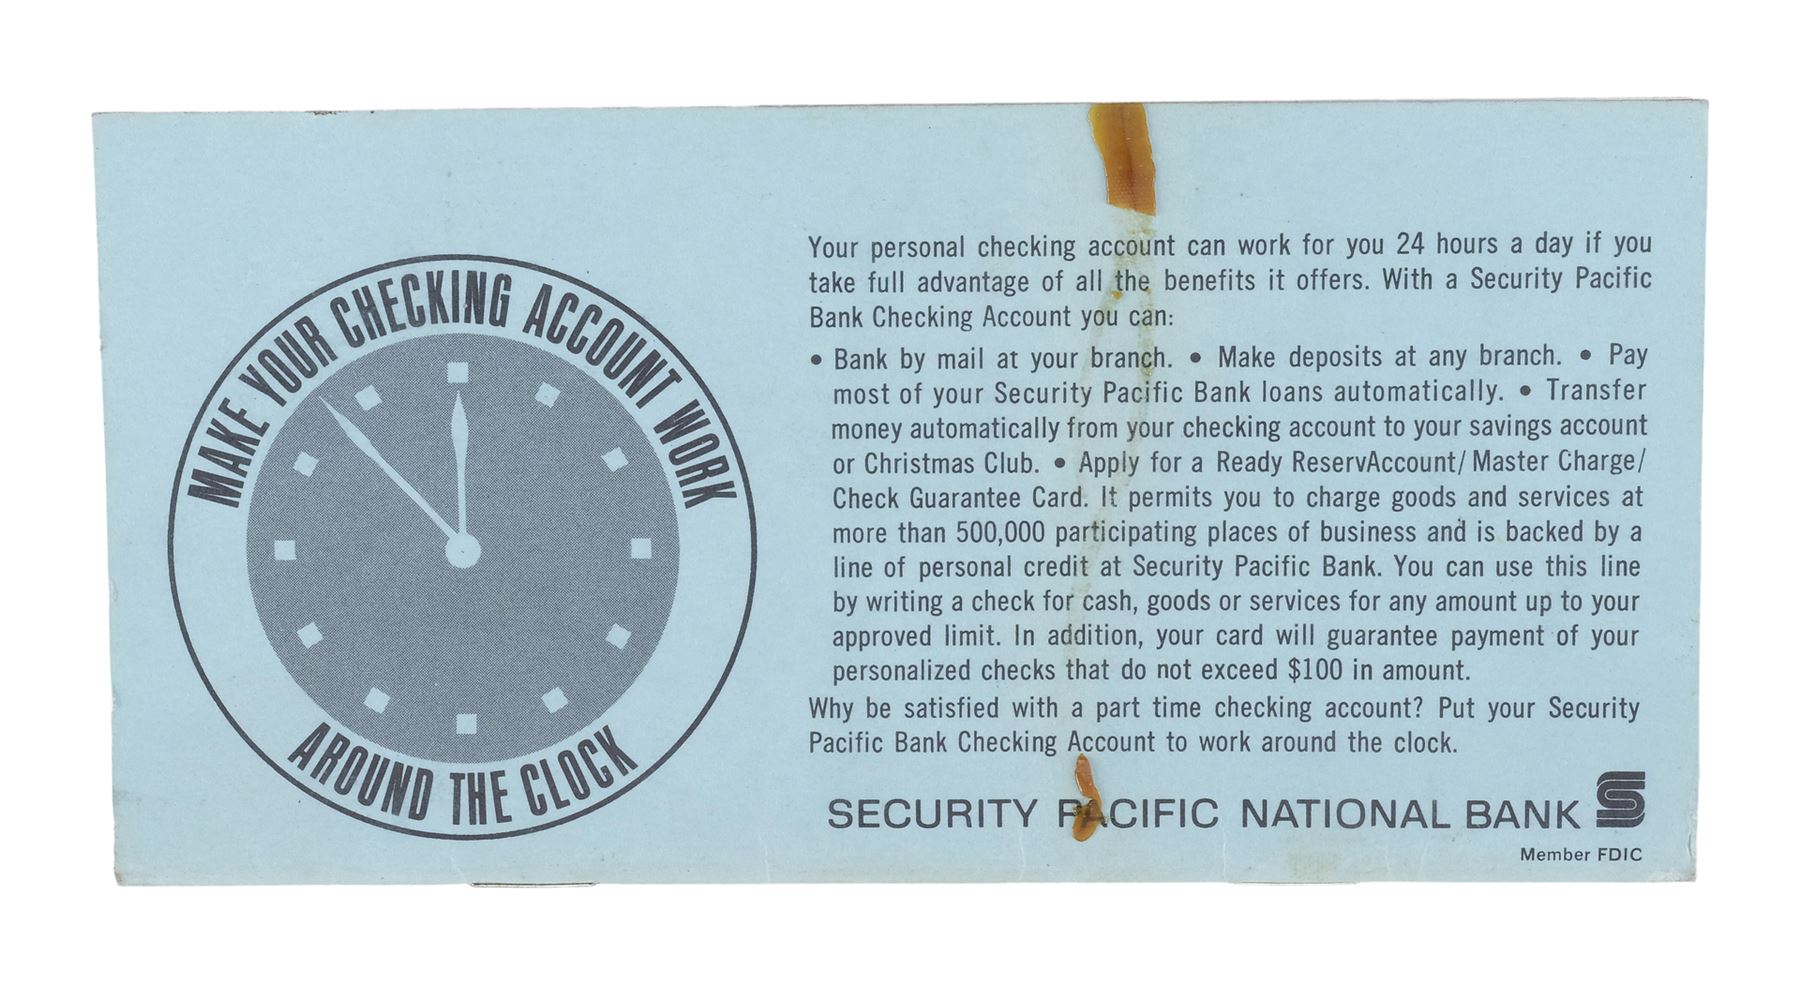 MAKE YOUR CHECKING ACCOUNT WORK
AROUND THE CLOCK
Your personal checking account can work for you 24 hours a day if you
take full advantage of all the benefits it offers. With a Security Pacific
Bank Checking Account you can:
• Bank by mail at your branch. • Make deposits at any branch. • Pay
most of your Security Pacific Bank loans automatically. • Transfer
money automatically from your checking account to your savings account
or Christmas Club. • Apply for a Ready ReservAccount/Master Charge/
Check Guarantee Card. It permits you to charge goods and services at
more than 500,000 participating places of business and is backed by a
line of personal credit at Security Pacific Bank. You can use this line
by writing a check for cash, goods or services for any amount up to your
approved limit. In addition, your card will guarantee payment of your
personalized checks that do not exceed $100 in amount.
Why be satisfied with a part time checking account? Put your Security
Pacific Bank Checking Account to work around the clock.
SECURITY PACIFIC NATIONAL BANK
Member FDIC